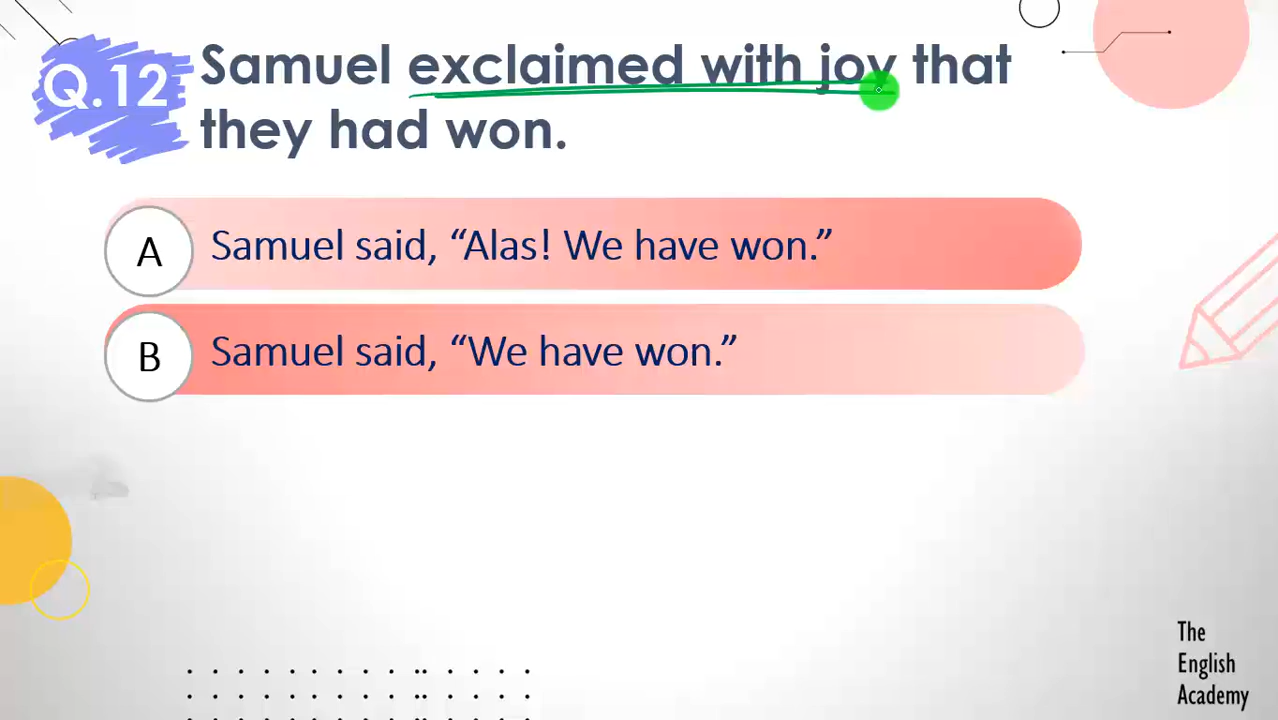 Q.12
Samuel exclaimed with joy that
they had won.
A
Samuel said, “Alas! We have won.”
B
Samuel said, “We have won.”
The
English
Academy